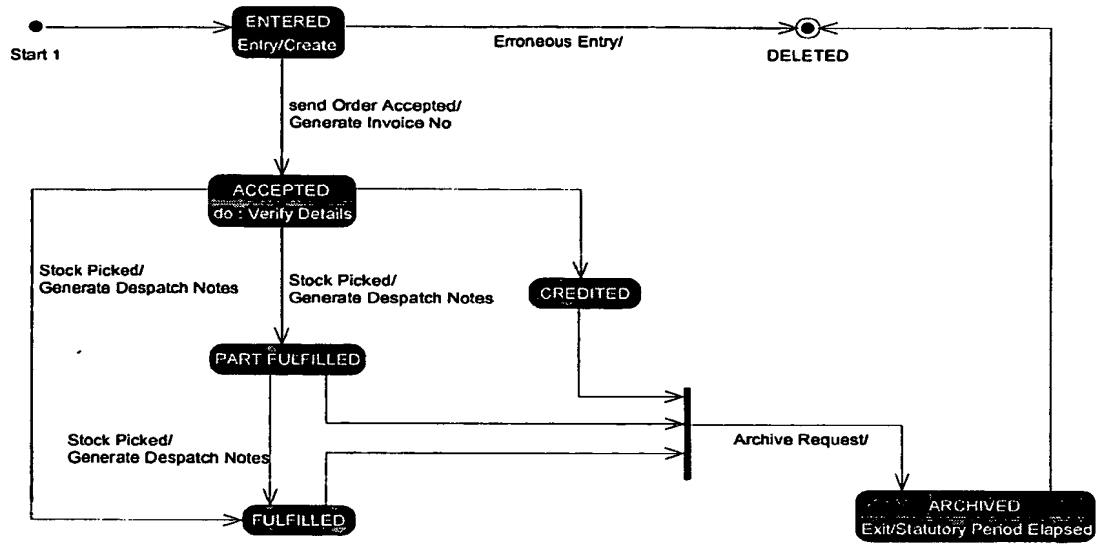 ENTERED
Entry/Create
Start 1
Erroneous Entry/
DELETED
send Order Accepted/
Generate Invoice No
ACCEPTED
do : Verify Details
Stock Picked/
Generate Despatch Notes
Stock Picked/
Generate Despatch Notes
CREDITED
PART FULFILLED
Stock Picked/
Generate Despatch Notes
Archive Request/
ARCHIVED
Exit/Statutory Period Elapsed
FULFILLED